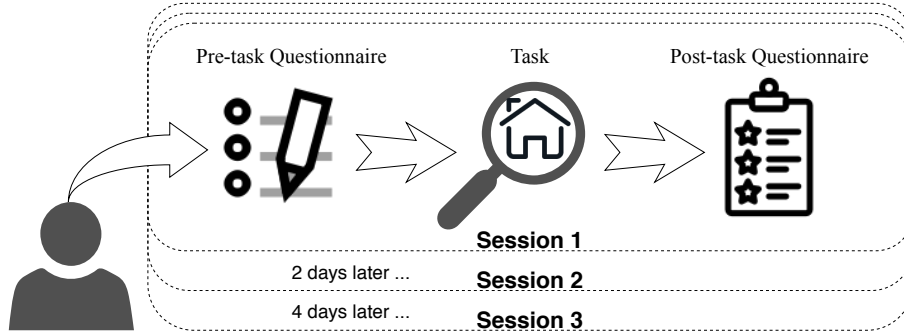 Pre-task Questionnaire
Task
Post-task Questionnaire
Session 1
2 days later ...
Session 2
4 days later ...
Session 3